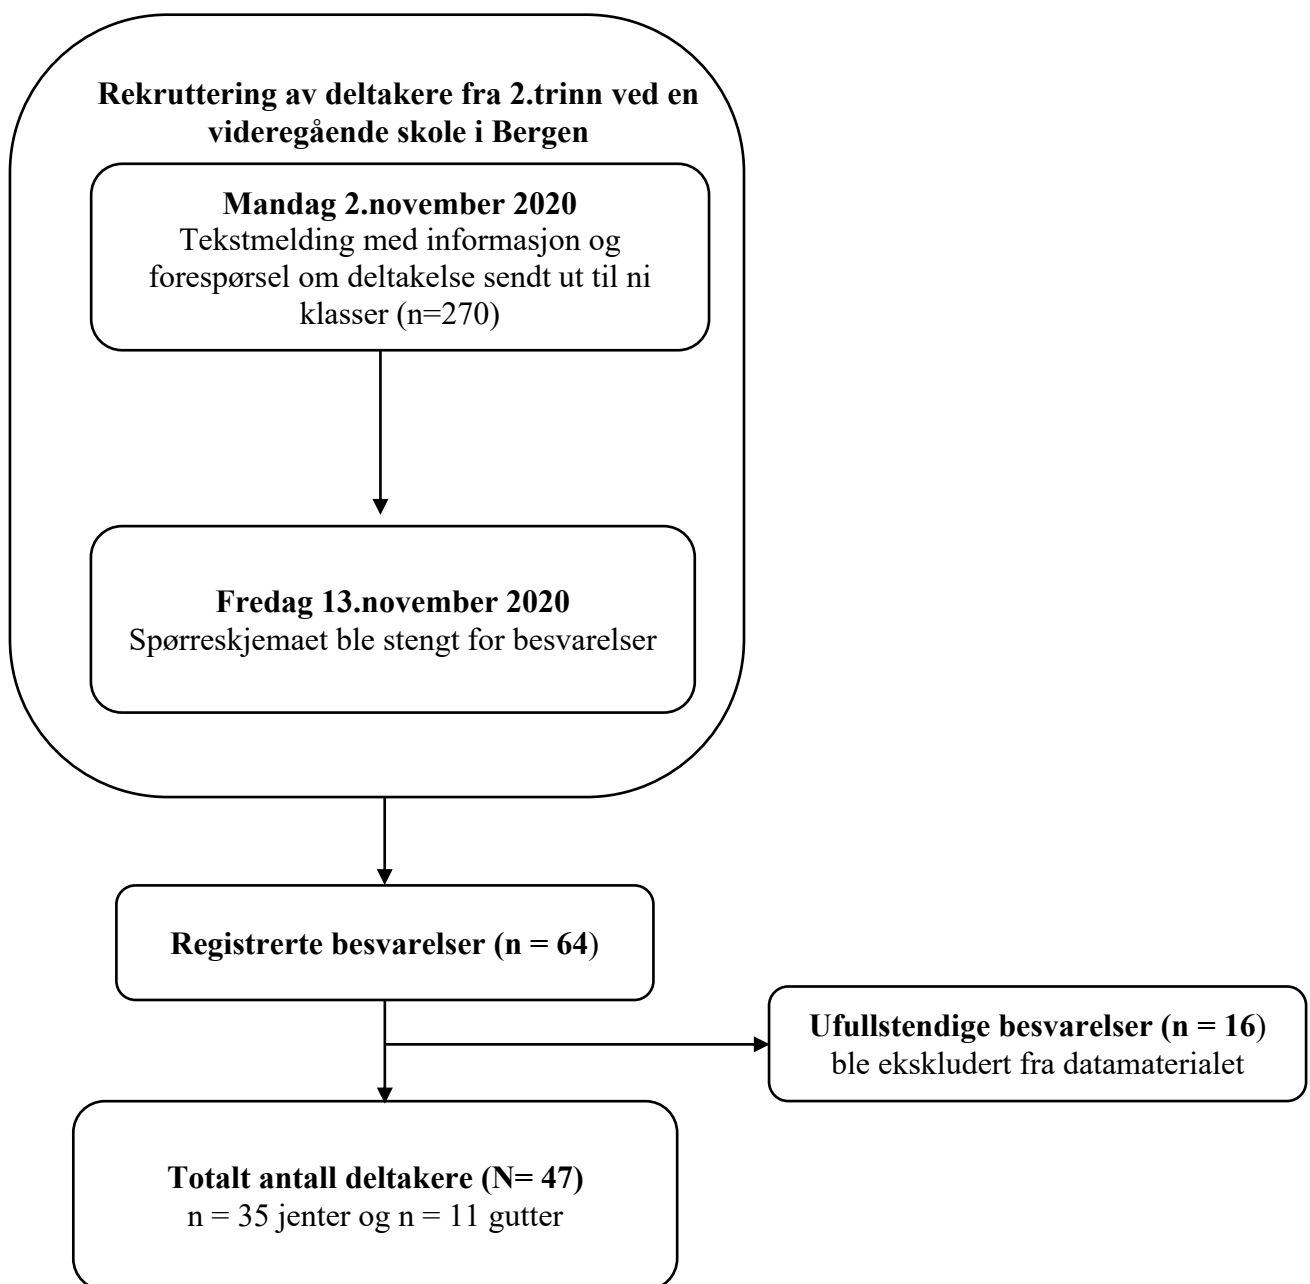 Rekruttering av deltakere fra 2.trinn ved en
videregående skole i Bergen
Mandag 2.november 2020
Tekstmelding med informasjon og
forespørsel om deltakelse sendt ut til ni
klasser (n=270)
Fredag 13.november 2020
Spørreskjemaet ble stengt for besvarelser
Registrerte besvarelser (n = 64)
Ufullstendige besvarelser (n = 16)
ble ekskludert fra datamaterialet
Totalt antall deltakere (N= 47)
n = 35 jenter og n = 11 gutter